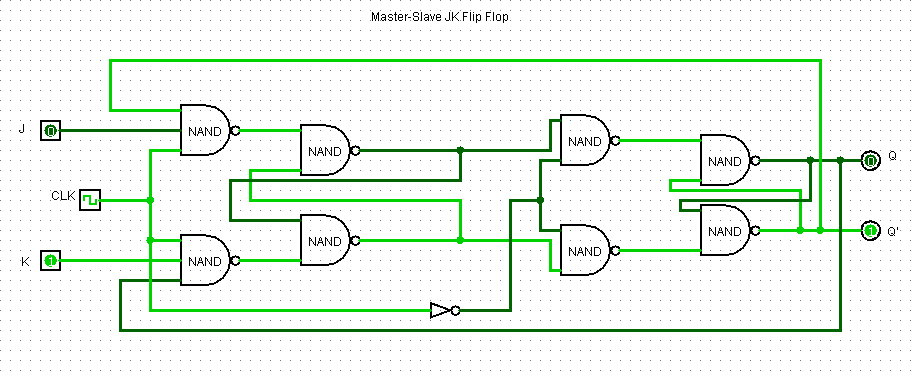 Master-Slave JK Flip Flop
J
0
NAND
NAND
NAND
NAND
Q
0
CLK
K
1
NAND
NAND
NAND
NAND
1
Q'